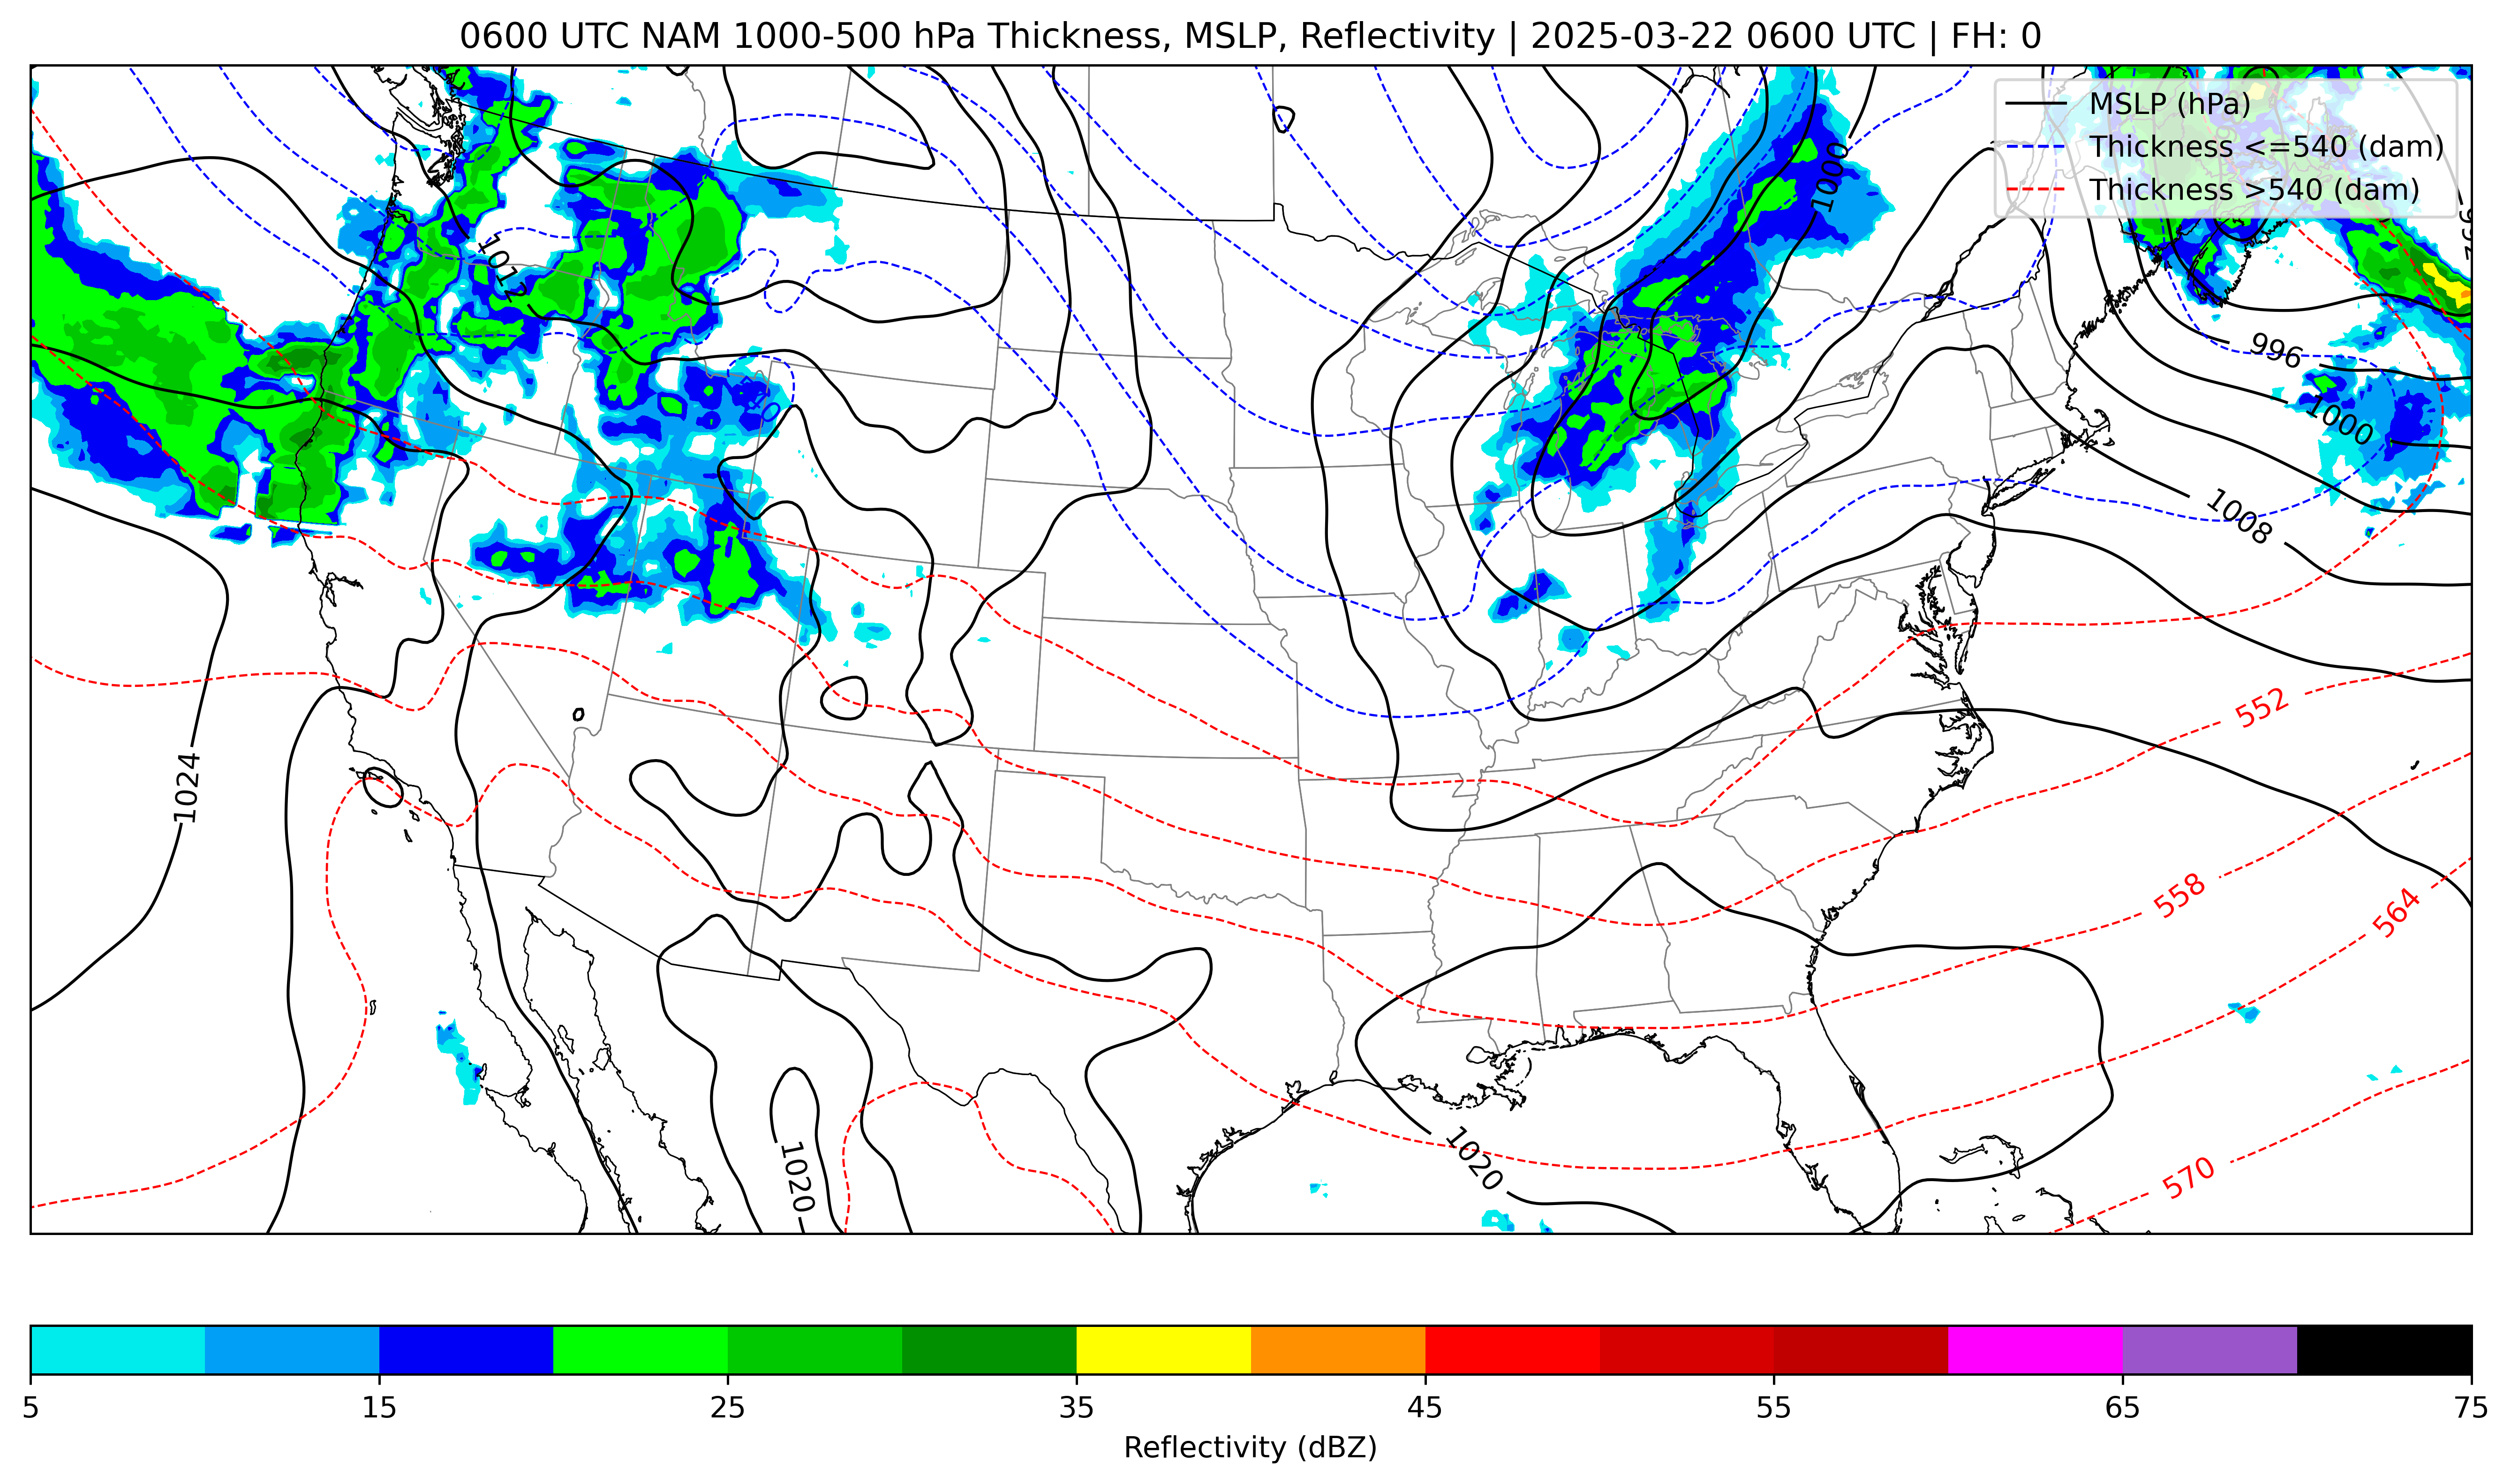 0600 UTC NAM 1000-500 hPa Thickness, MSLP, Reflectivity | 2025-03-22 0600 UTC | FH: 0
MSLP (hPa)
Thickness <=540 (dam)
Thickness >540 (dam)
1000
996
1000
1008
552
1024
558
564
1020
1020
570
5 15 25 35 45 55 65 75
Reflectivity (dBZ)